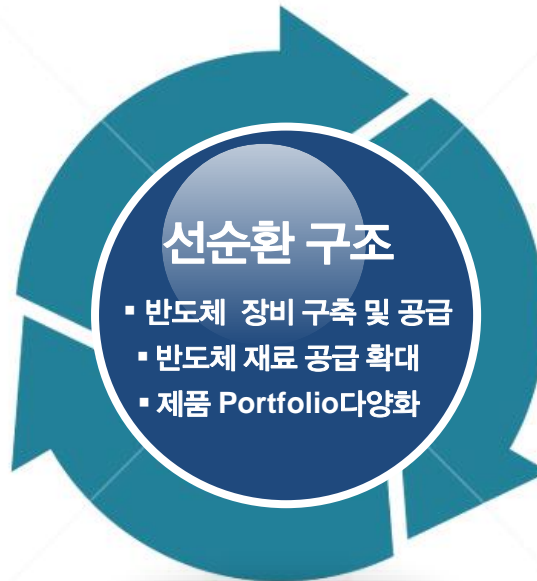 선순환 구조
▪ 반도체 장비 구축 및 공급
▪ 반도체 재료 공급 확대
▪ 제품 Portfolio다양화